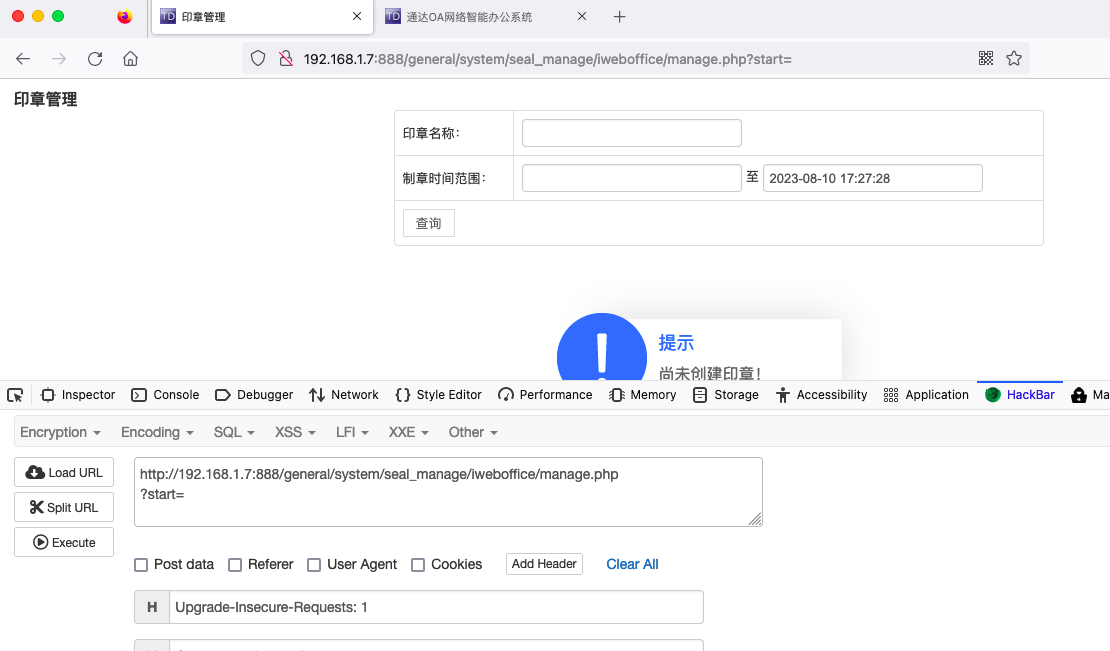 TD 印章管理
TD 通达OA网络智能办公系统
192.168.1.7:888/general/system/seal_manage/iweboffice/manage.php?start=
印章管理
印章名称：
制章时间范围： 至 2023-08-10 17:27:28
查询
提示
尚未创建印章！
Inspector Console Debugger Network Style Editor Performance Memory Storage Accessibility Application HackBar Ma
Encryption Encoding SQL XSS LFI XXE Other
Load URL
Split URL
Execute
http://192.168.1.7:888/general/system/seal_manage/iweboffice/manage.php
?start=
Post data Referer User Agent Cookies Add Header Clear All
H Upgrade-Insecure-Requests: 1